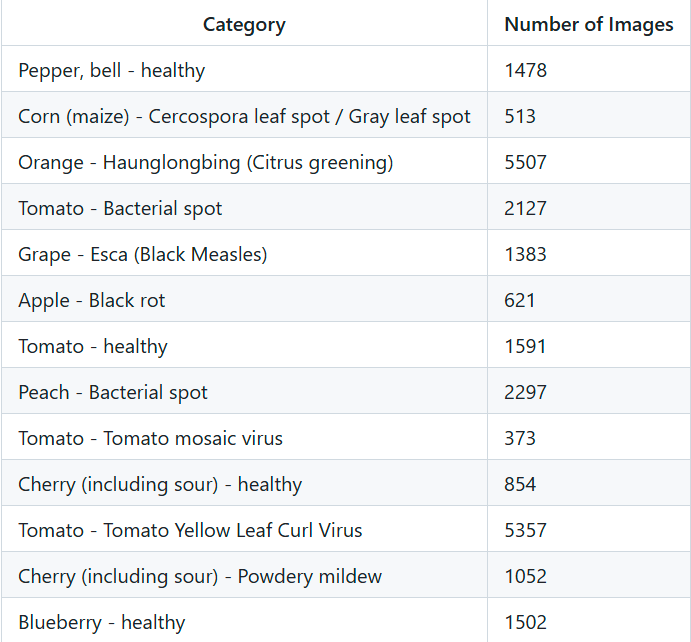 Category Number of Images
Pepper, bell - healthy 1478
Corn (maize) - Cercospora leaf spot / Gray leaf spot 513
Orange - Haunglongbing (Citrus greening) 5507
Tomato - Bacterial spot 2127
Grape - Esca (Black Measles) 1383
Apple - Black rot 621
Tomato - healthy 1591
Peach - Bacterial spot 2297
Tomato - Tomato mosaic virus 373
Cherry (including sour) - healthy 854
Tomato - Tomato Yellow Leaf Curl Virus 5357
Cherry (including sour) - Powdery mildew 1052
Blueberry - healthy 1502